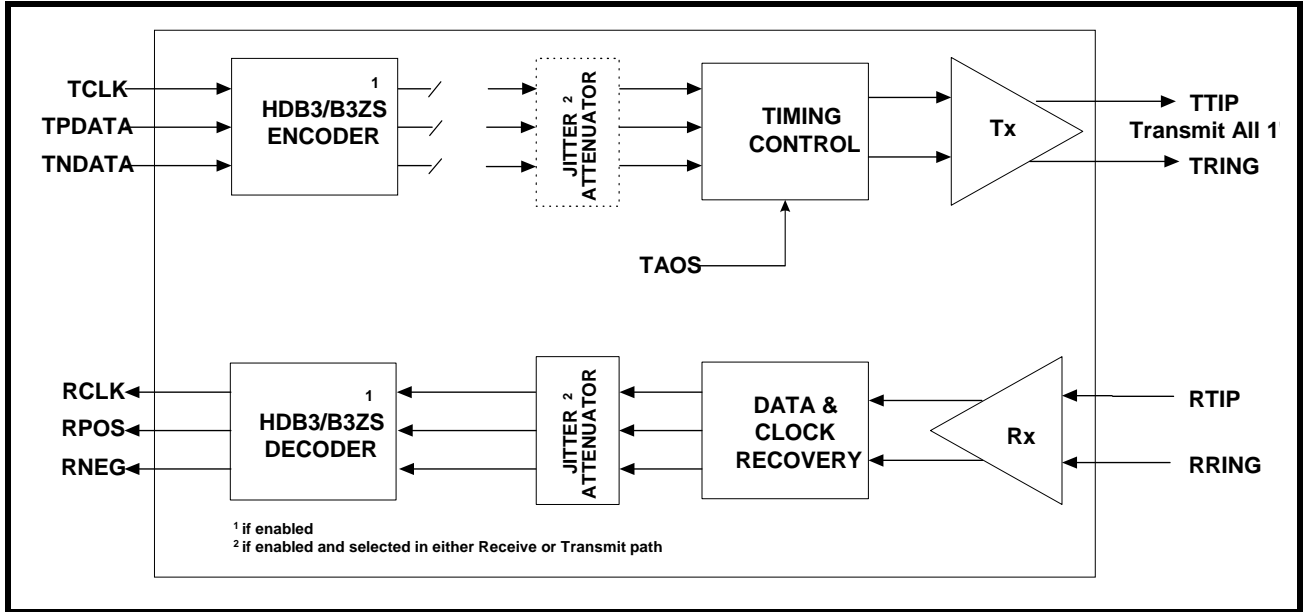 TCLK
TPDATA
TNDATA
1
HDB3/B3ZS
ENCODER
JITTER 2
ATTENUATOR
TIMING
CONTROL
Tx
TTIP
Transmit All 1'
TRING
TAOS
RCLK
RPOS
RNEG
1
HDB3/B3ZS
DECODER
JITTER 2
ATTENUATOR
DATA &
CLOCK
RECOVERY
Rx
RTIP
RRING
1 if enabled
2 if enabled and selected in either Receive or Transmit path